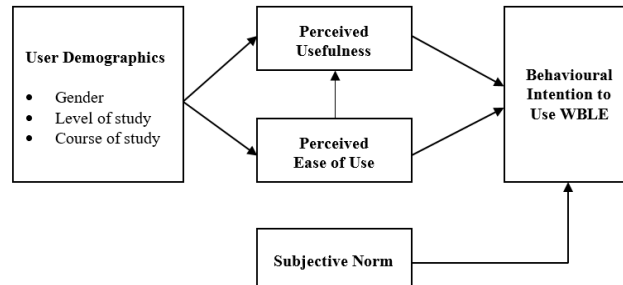 User Demographics
• Gender
• Level of study
• Course of study
Perceived
Usefulness
Perceived
Ease of Use
Subjective Norm
Behavioural
Intention to
Use WBLE